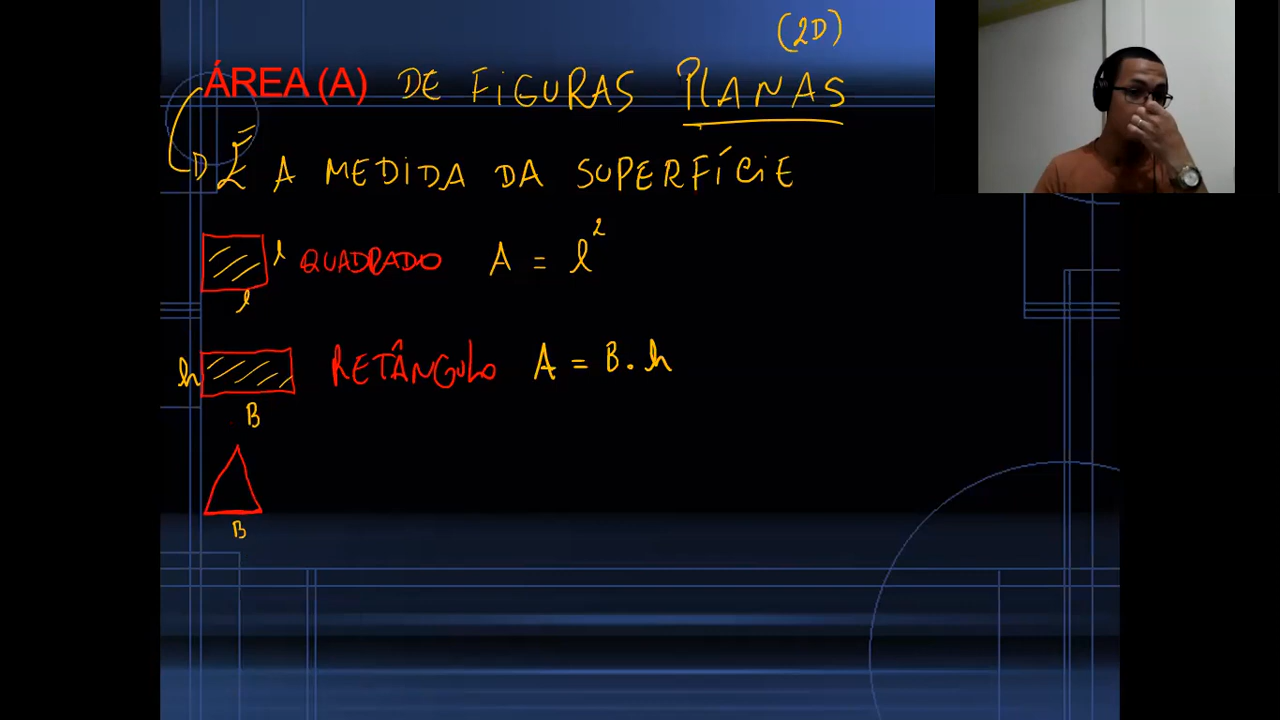 (2D)
ÁREA (A) DE FIGURAS PLANAS
É A MEDIDA DA SUPERFÍCIE
l QUADRADO A = l²
l
h RETÂNGULO A = B.h
B
B